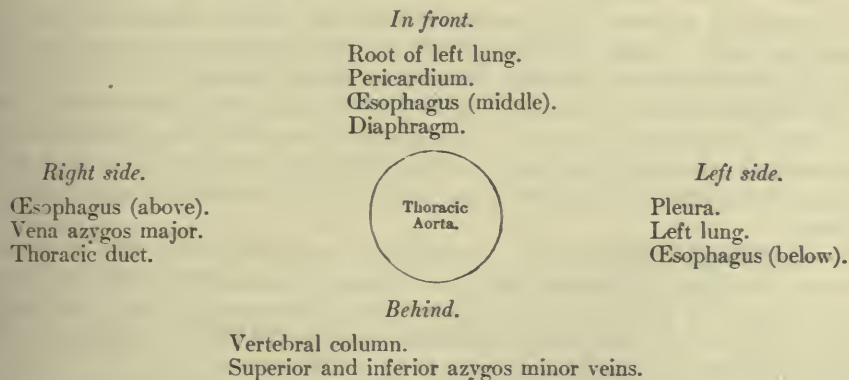 In front.
Root of left lung.
Pericardium.
Œsophagus (middle).
Diaphragm.
Right side.
Œsophagus (above).
Vena azygos major.
Thoracic duct.
Thoracic
Aorta.
Left side.
Pleura.
Left lung.
Œsophagus (below).
Behind.
Vertebral column.
Superior and inferior azygos minor veins.